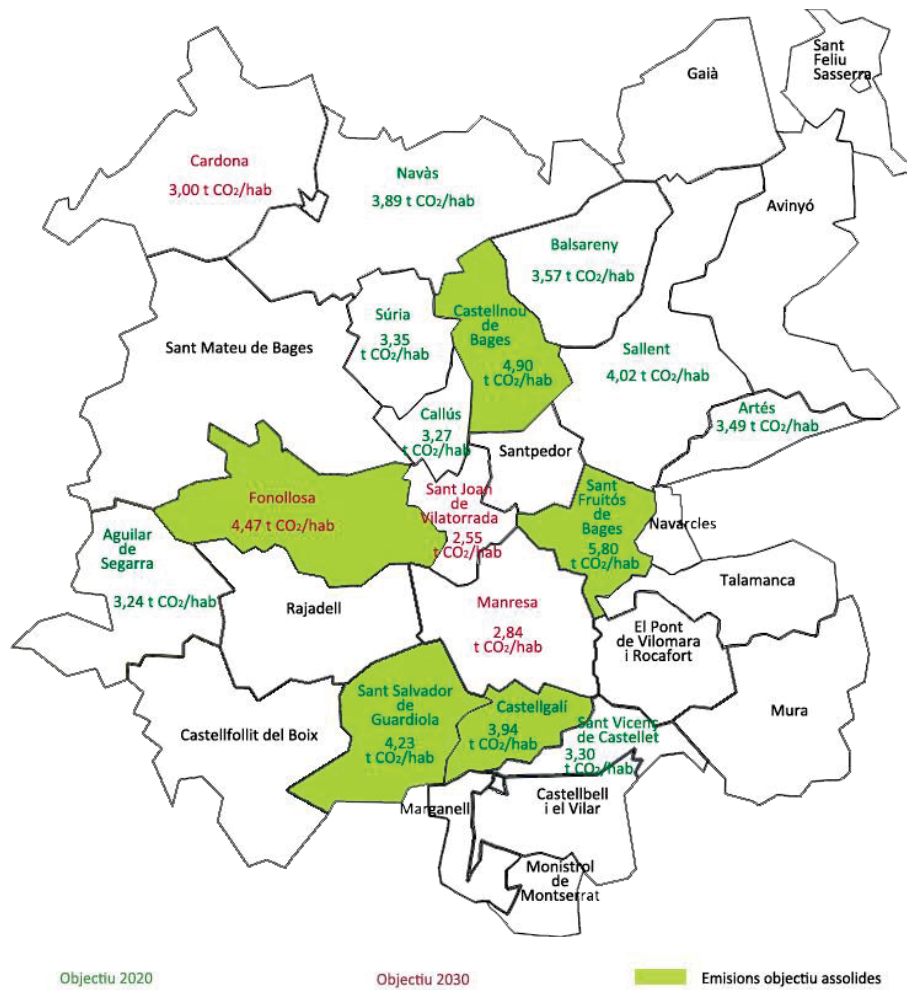 Sant
Feliu
Sasserra
Gaià
Cardona
3,00 t CO₂/hab
Navàs
3,89 t CO₂/hab
Avinyó
Balsareny
3,57 t CO₂/hab
Súria
3,35
t CO₂/hab
Castellnou
de
Bages
4,90
t CO₂/hab
Sant Mateu de Bages
Sallent
4,02 t CO₂/hab
Callús
3,27
t CO₂/hab
Artés
3,49 t CO₂/hab
Santpedor
Fonollosa
4,47 t CO₂/hab
Sant Joan
de
Vilatorrada
2,55
t CO₂/hab
Sant
Fruitós
de
Bages
5,80
t CO₂/hab
Navarcles
Aguilar
de
Segarra
3,24 t CO₂/hab
Talamanca
Rajadell
Manresa
2,84
t CO₂/hab
El Pont
de Vilomara
i Rocafort
Mura
Sant Salvador
de
Guardiola
4,23
t CO₂/hab
Castellgalí
3,94
t CO₂/hab
Sant Vicenç
de Castellet
3,30
t CO₂/hab
Castellfollit del Boix
Marganell
Castellbell
i el Vilar
Monistrol
de
Montserrat
Objectiu 2020
Objectiu 2030
Emisions objectiu assolides